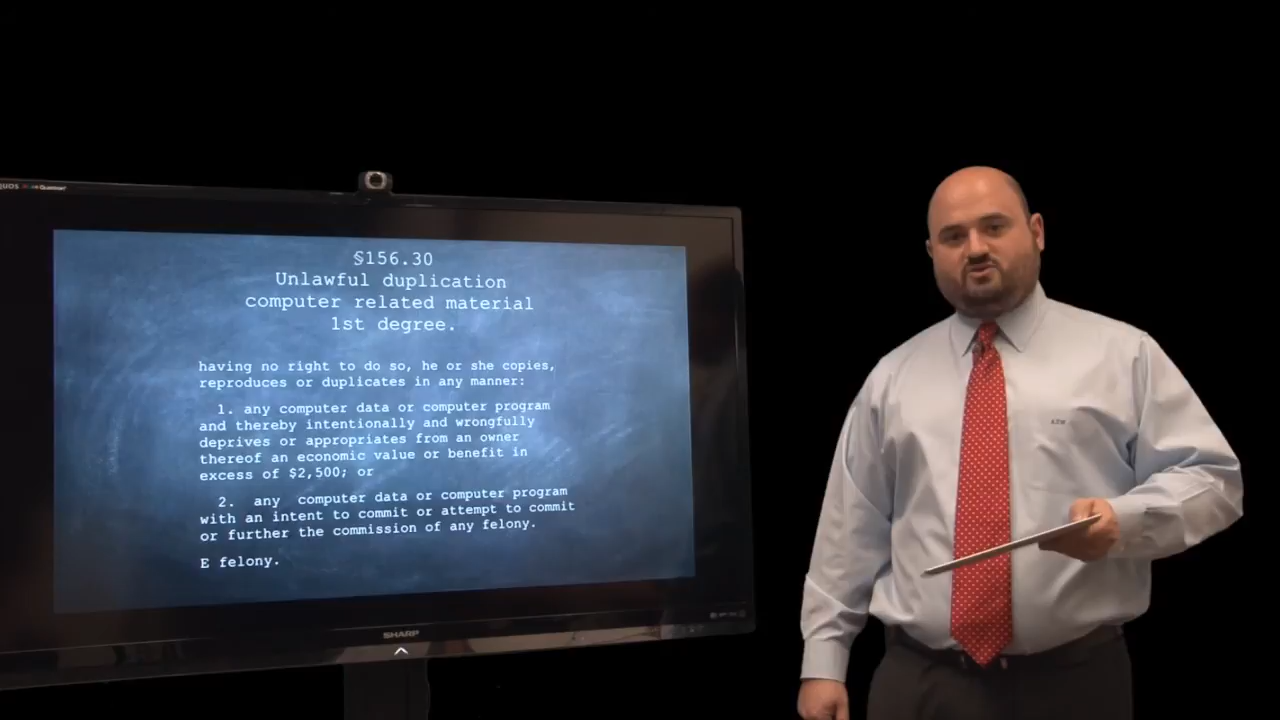 §156.30
Unlawful duplication
computer related material
1st degree.
having no right to do so, he or she copies,
reproduces or duplicates in any manner:
1. any computer data or computer program
and thereby intentionally and wrongfully
deprives or appropriates from an owner
thereof an economic value or benefit in
excess of $2,500; or
2. any computer data or computer program
with an intent to commit or attempt to commit
or further the commission of any felony.
E felony.
SHARP